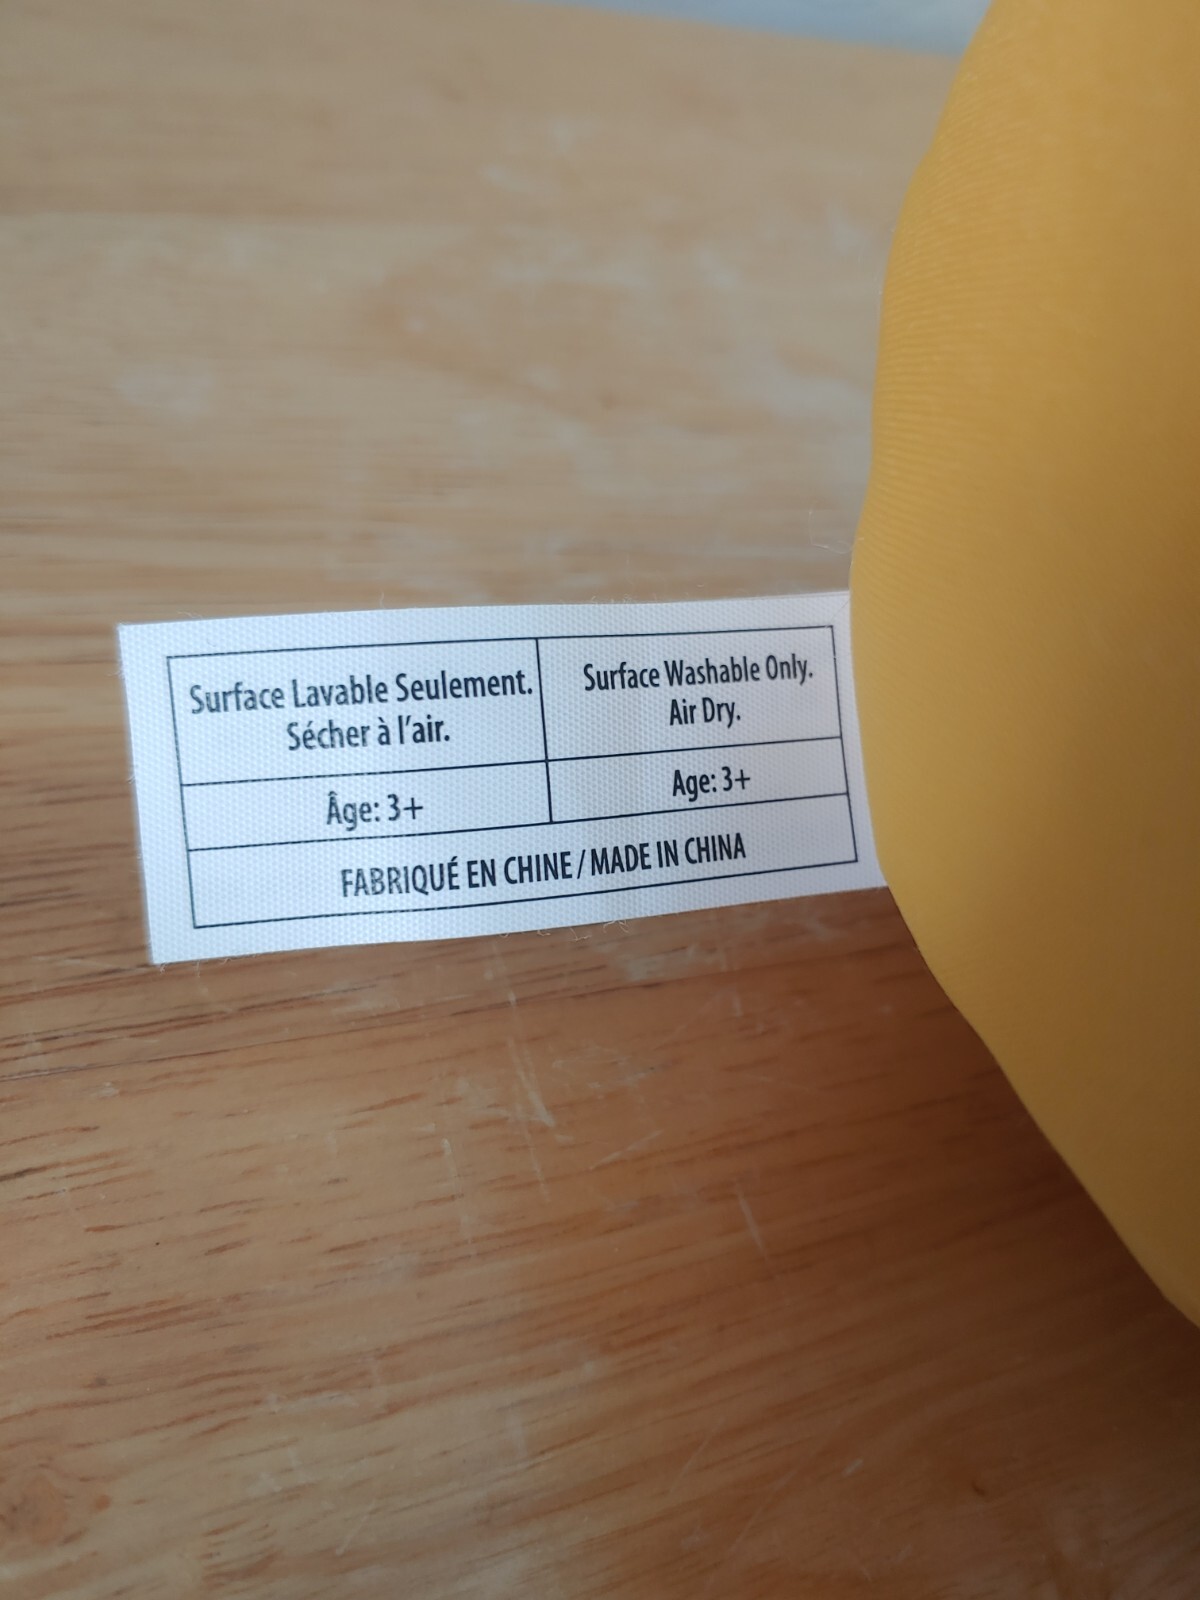 Surface Lavable Seulement.
Sécher à l'air.
Surface Washable Only.
Air Dry.
Âge: 3+
Age: 3+
FABRIQUÉ EN CHINE / MADE IN CHINA